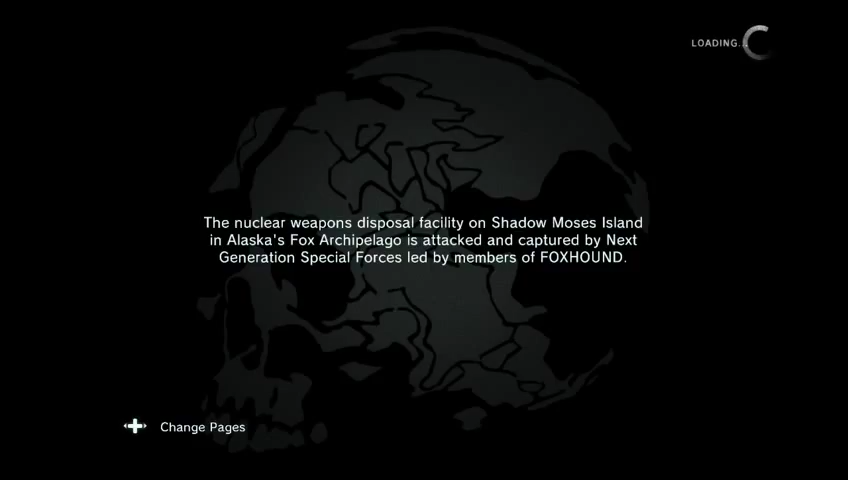 LOADING...
The nuclear weapons disposal facility on Shadow Moses Island
in Alaska's Fox Archipelago is attacked and captured by Next
Generation Special Forces led by members of FOXHOUND.
Change Pages